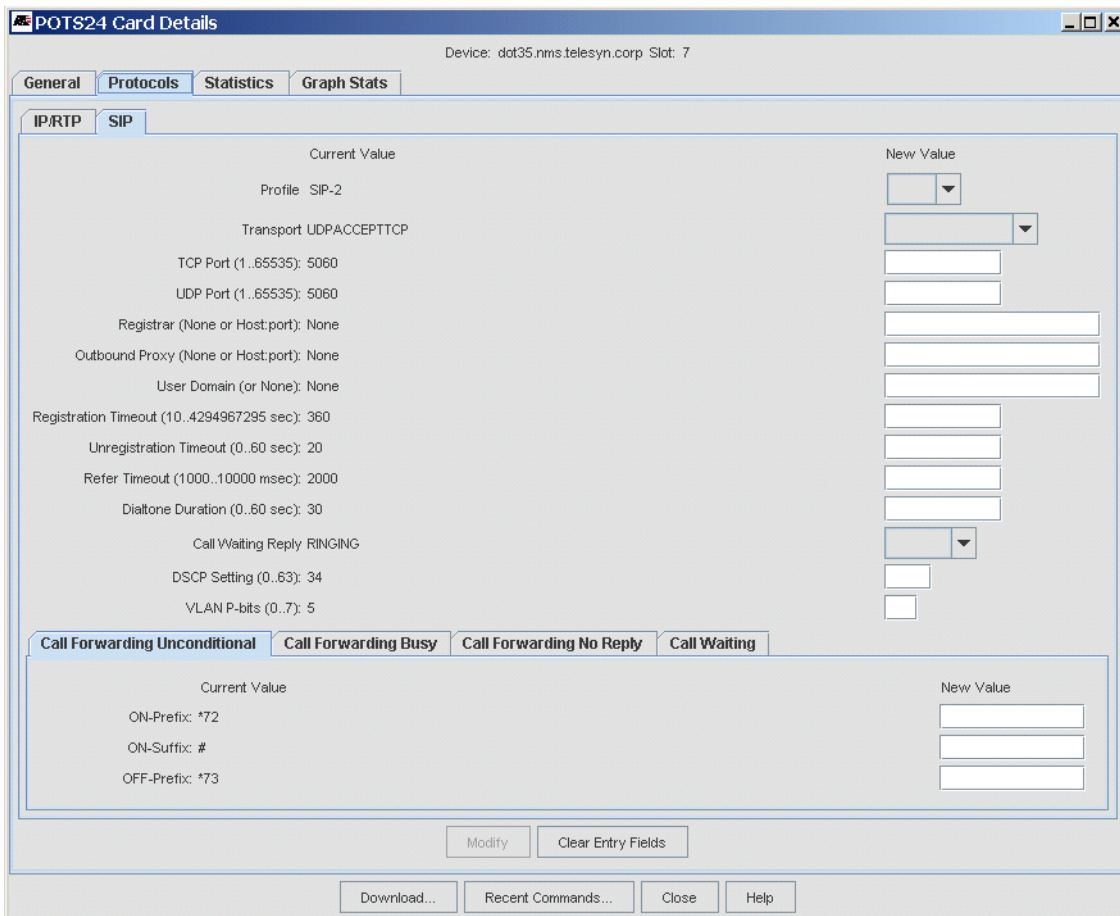 POTS24 Card Details
Device: dot35.nms.telesyn.corp Slot: 7
General Protocols Statistics Graph Stats
IP/RTP SIP
Current Value New Value
Profile SIP-2
Transport UDPACCEPTTCP
TCP Port (1..65535): 5060
UDP Port (1..65535): 5060
Registrar (None or Host:port): None
Outbound Proxy (None or Host:port): None
User Domain (or None): None
Registration Timeout (10..4294967295 sec): 360
Unregistration Timeout (0..60 sec): 20
Refer Timeout (1000..10000 msec): 2000
Dialtone Duration (0..60 sec): 30
Call Waiting Reply RINGING
DSCP Setting (0..63): 34
VLAN P-bits (0..7): 5
Call Forwarding Unconditional Call Forwarding Busy Call Forwarding No Reply Call Waiting
Current Value New Value
ON-Prefix: *72
ON-Suffix: #
OFF-Prefix: *73
Modify Clear Entry Fields
Download... Recent Commands... Close Help